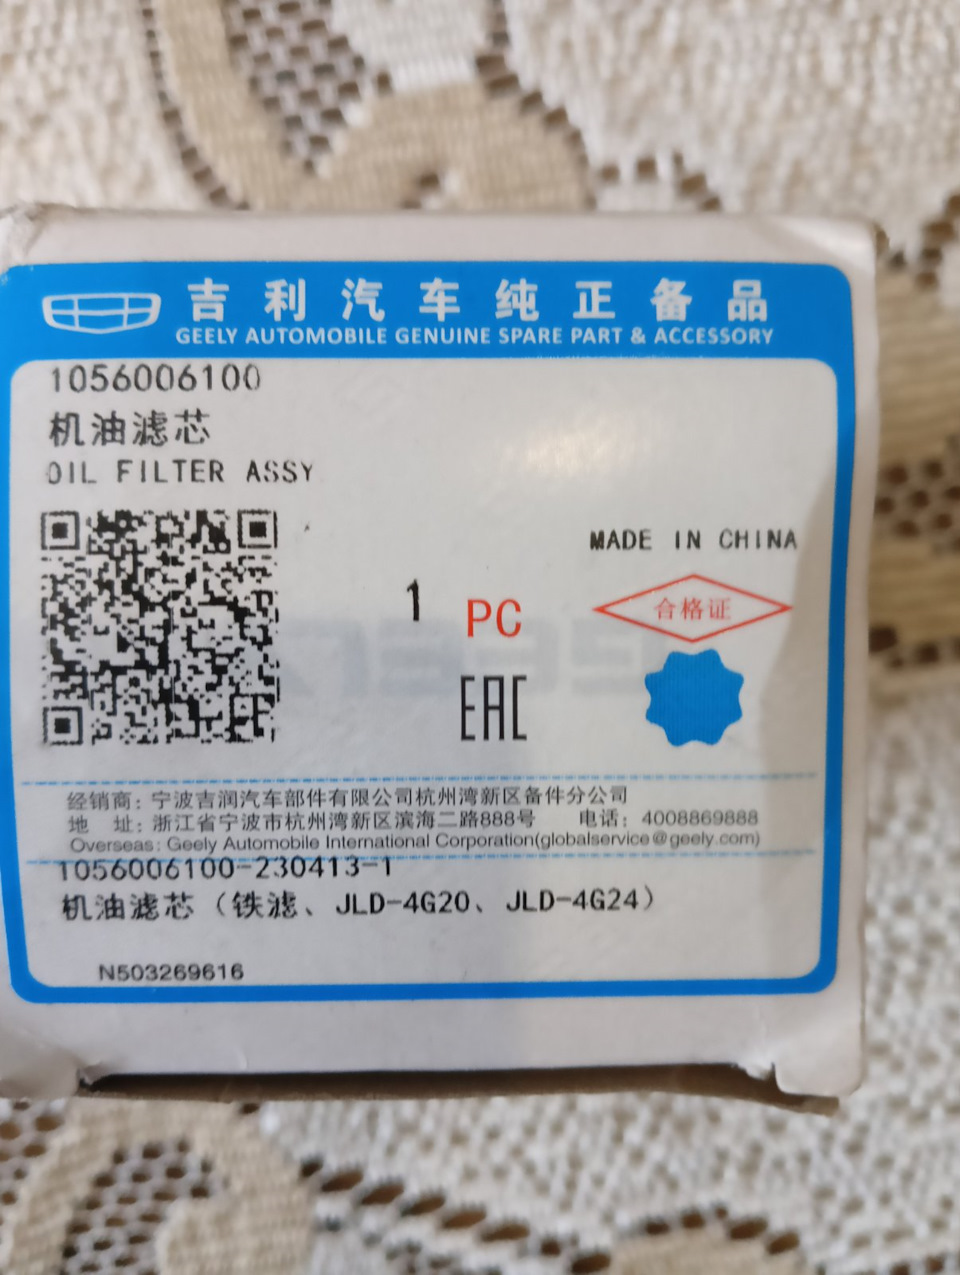 吉利汽车纯正备品
GEELY AUTOMOBILE GENUINE SPARE PART & ACCESSORY
1056006100
机油滤芯
OIL FILTER ASSY
MADE IN CHINA
1 PC
合格证
EAC
经销商: 宁波吉润汽车部件有限公司杭州湾新区备件分公司
地 址: 浙江省宁波市杭州湾新区滨海二路888号 电话: 4008869888
Overseas: Geely Automobile International Corporation(globalservice@geely.com)
1056006100-230413-1
机油滤芯（铁滤、JLD-4G20、JLD-4G24）
N503269616